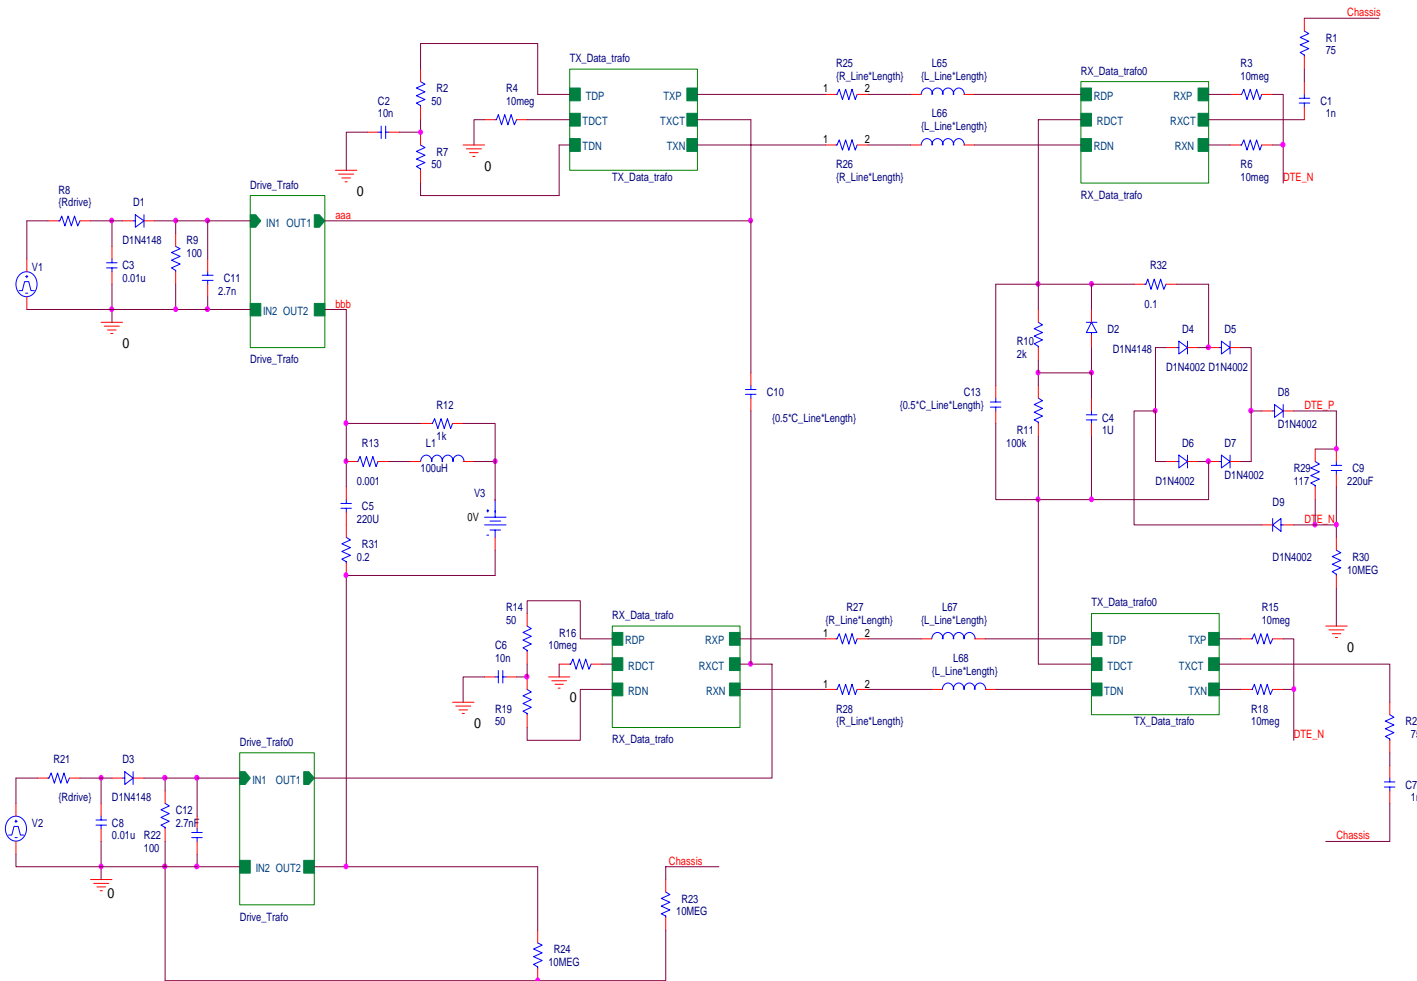 Chassis
R1
75
C1
1n
TX_Data_trafo
TDP
TDCT
TDN
TXP
TXCT
TXN
TX_Data_trafo
C2
10n
R2
50
R7
50
R4
10meg
0
0
R25
{R_Line*Length}
1
2
L65
{L_Line*Length}
L66
{L_Line*Length}
1
2
R26
{R_Line*Length}
RX_Data_trafo0
RDP
RDCT
RDN
RXP
RXCT
RXN
RX_Data_trafo
R3
10meg
R6
10meg
DTE_N
R8
{Rdrive}
D1
D1N4148
V1
C3
0.01u
R9
100
C11
2.7n
0
Drive_Trafo
IN1 OUT1
IN2 OUT2
Drive_Trafo
aaa
bbb
R12
1k
R13
0.001
L1
100uH
C5
220U
R31
0.2
V3
0V
C10
{0.5*C_Line*Length}
C13
{0.5*C_Line*Length}
R10
2k
R11
100k
D2
D1N4148
C4
1U
R32
0.1
D4
D1N4002
D5
D1N4002
D6
D1N4002
D7
D1N4002
D8
D1N4002
DTE_P
R29
117
C9
220uF
D9
D1N4002
DTE_N
R30
10MEG
0
R14
50
R16
10meg
C6
10n
R19
50
0
0
RX_Data_trafo
RDP
RDCT
RDN
RXP
RXCT
RXN
RX_Data_trafo
R27
{R_Line*Length}
1
2
L67
{L_Line*Length}
L68
{L_Line*Length}
1
2
R28
{R_Line*Length}
TX_Data_trafo0
TDP
TDCT
TDN
TXP
TXCT
TXN
TX_Data_trafo
R15
10meg
R18
10meg
DTE_N
R2
75
C7
Chassis
R21
{Rdrive}
D3
D1N4148
V2
C8
0.01u
R22
100
C12
2.7nF
0
Drive_Trafo0
IN1 OUT1
IN2 OUT2
Drive_Trafo
R24
10MEG
Chassis
R23
10MEG